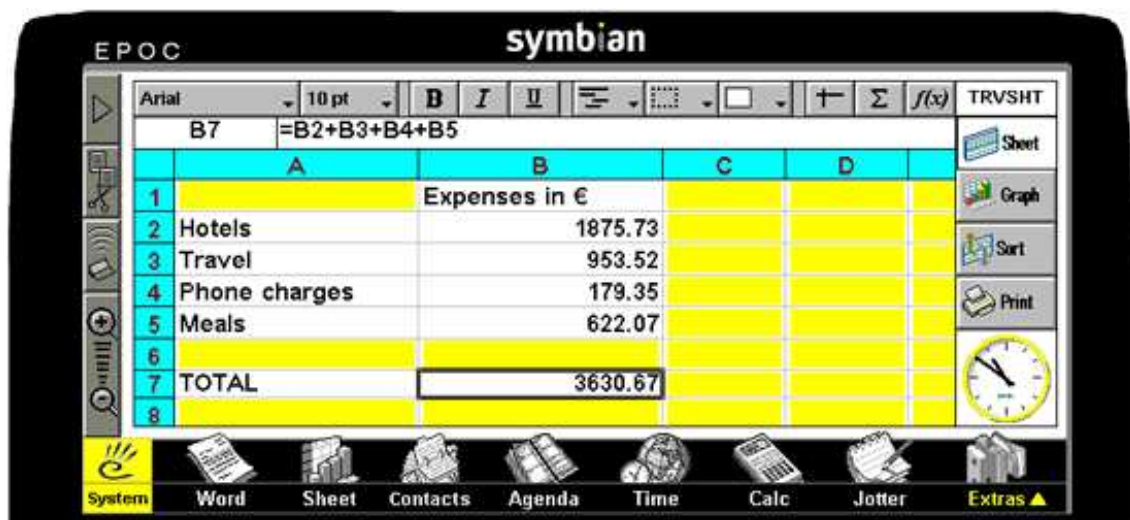 EPOC
symbian
Arial 10 pt B I U Σ f(x) TRVSHT
B7 =B2+B3+B4+B5
Sheet
A B C D
1 Expenses in €
Graph
2 Hotels 1875.73
3 Travel 953.52
Sort
4 Phone charges 179.35
Print
5 Meals 622.07
6
7 TOTAL 3630.67
8
System Word Sheet Contacts Agenda Time Calc Jotter Extras ▲